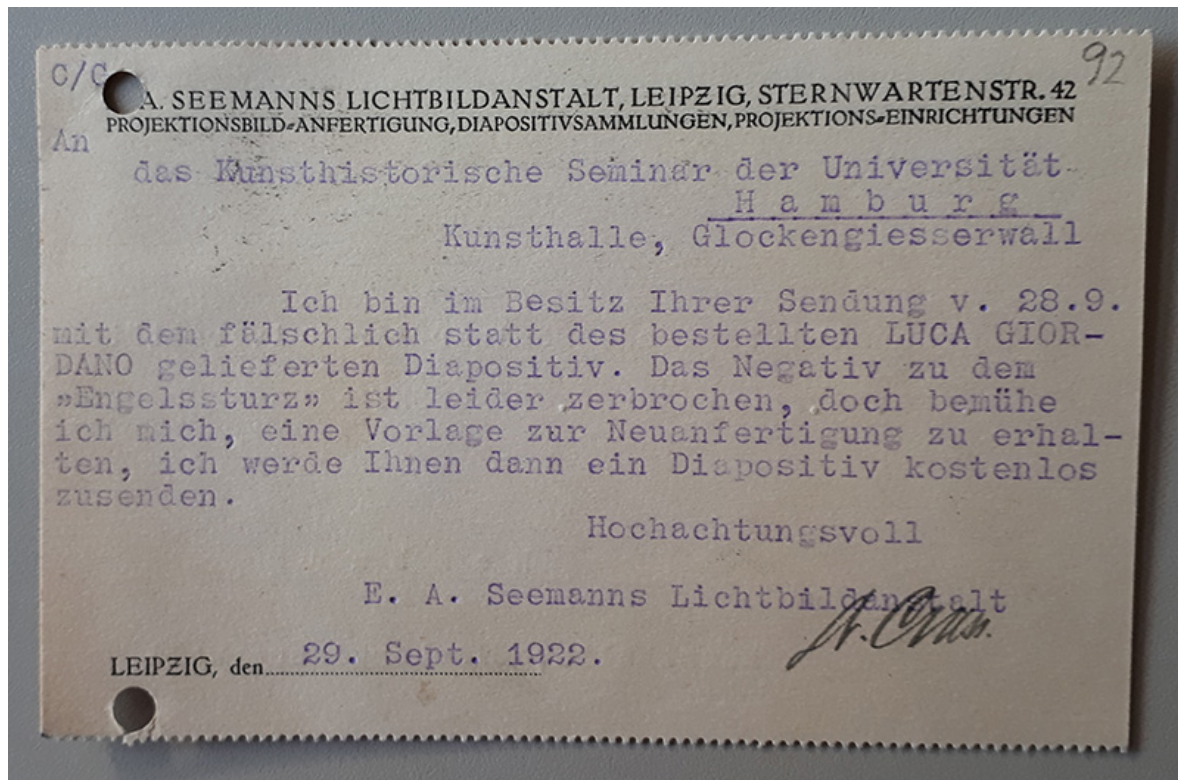 92
A. SEEMANNS LICHTBILDANSTALT, LEIPZIG, STERNWARTENSTR. 42
PROJEKTIONSBILD-ANFERTIGUNG, DIAPOSITIVSAMMLUNGEN, PROJEKTIONS-EINRICHTUNGEN
An
das Kunsthistorische Seminar der Universität
Hamburg
Kunsthalle, Glockengiesserwall
Ich bin im Besitz Ihrer Sendung v. 28.9.
mit dem fälschlich statt des bestellten LUCA GIOR-
DANO gelieferten Diapositiv. Das Negativ zu dem
»Engelssturz» ist leider zerbrochen, doch bemühe
ich mich, eine Vorlage zur Neuanfertigung zu erhal-
ten, ich werde Ihnen dann ein Diapositiv kostenlos
zusenden.
Hochachtungsvoll
E. A. Seemanns Lichtbildanstalt
LEIPZIG, den 29. Sept. 1922.